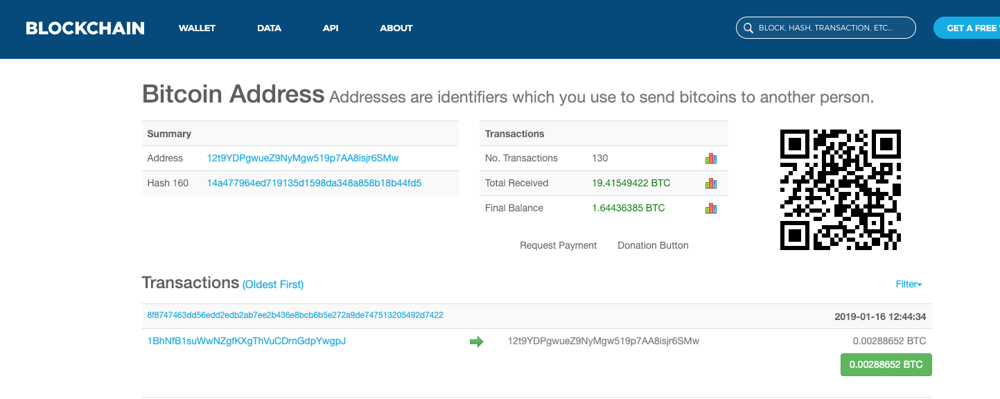 BLOCKCHAIN WALLET DATA API ABOUT BLOCK, HASH, TRANSACTION, ETC... GET A FREE
Bitcoin Address Addresses are identifiers which you use to send bitcoins to another person.
Summary
Address 12t9YDPgwueZ9NyMgw519p7AA8isjr6SMw
Hash 160 14a477964ed719135d1598da348a858b18b44fd5
Transactions
No. Transactions 130
Total Received 19.41549422 BTC
Final Balance 1.64436385 BTC
Request Payment Donation Button
Transactions (Oldest First) Filter
8f8747463dd56edd2edb2ab7ee2b436e8bcb6b5e272a9de747513205492d7422 2019-01-16 12:44:34
1BhNfB1suWwNZgfKXgThVuCDrnGdpYwgpJ 12t9YDPgwueZ9NyMgw519p7AA8isjr6SMw 0.00288652 BTC
0.00288652 BTC